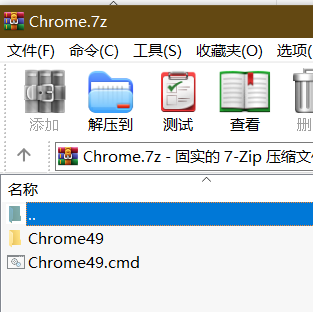 Chrome.7z
文件(F) 命令(C) 工具(S) 收藏夹(O) 选项(
添加 解压到 测试 查看 删
Chrome.7z - 固实的 7-Zip 压缩文
名称
..
Chrome49
Chrome49.cmd